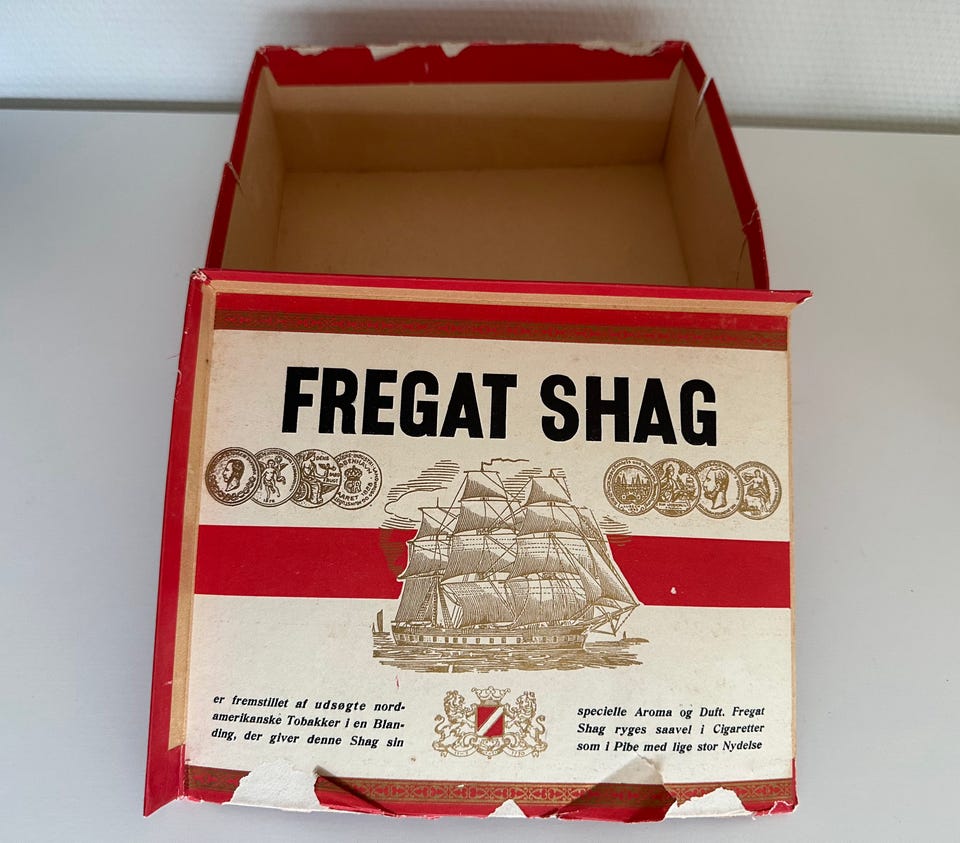 FREGAT SHAG
er fremstillet af udsøgte nord-
amerikanske Tobakker i en Blan-
ding, der giver denne Shag sin
specielle Aroma og Duft. Fregat
Shag ryges saavel i Cigaretter
som i Pibe med lige stor Nydelse